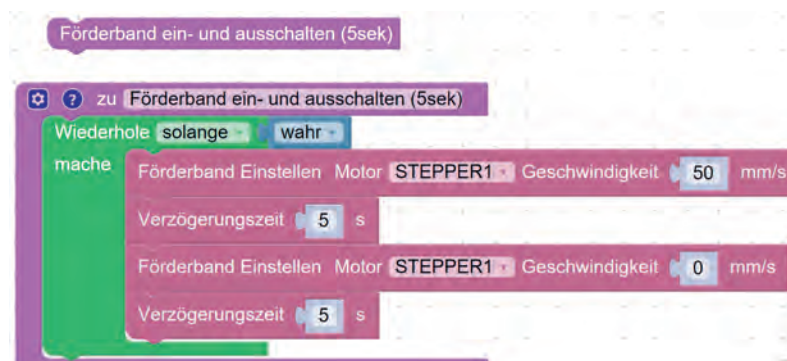 Förderband ein- und ausschalten (5sek)
? zu Förderband ein- und ausschalten (5sek)
Wiederhole solange wahr
mache Förderband Einstellen Motor STEPPER1 Geschwindigkeit 50 mm/s
Verzögerungszeit 5 s
Förderband Einstellen Motor STEPPER1 Geschwindigkeit 0 mm/s
Verzögerungszeit 5 s